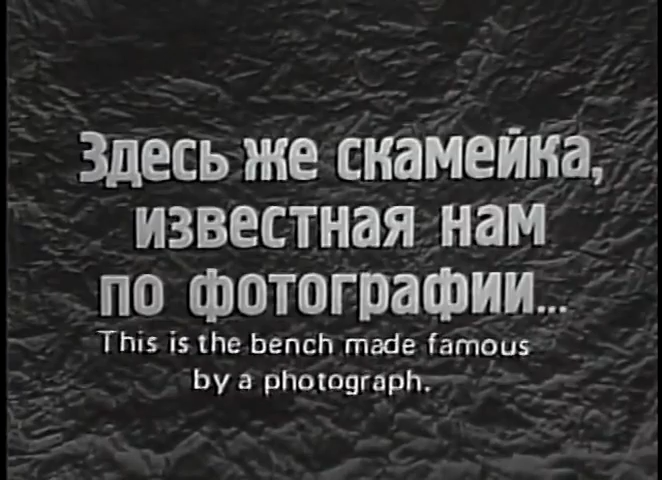 Здесь же скамейка,
известная нам
по фотографии...
This is the bench made famous
by a photograph.